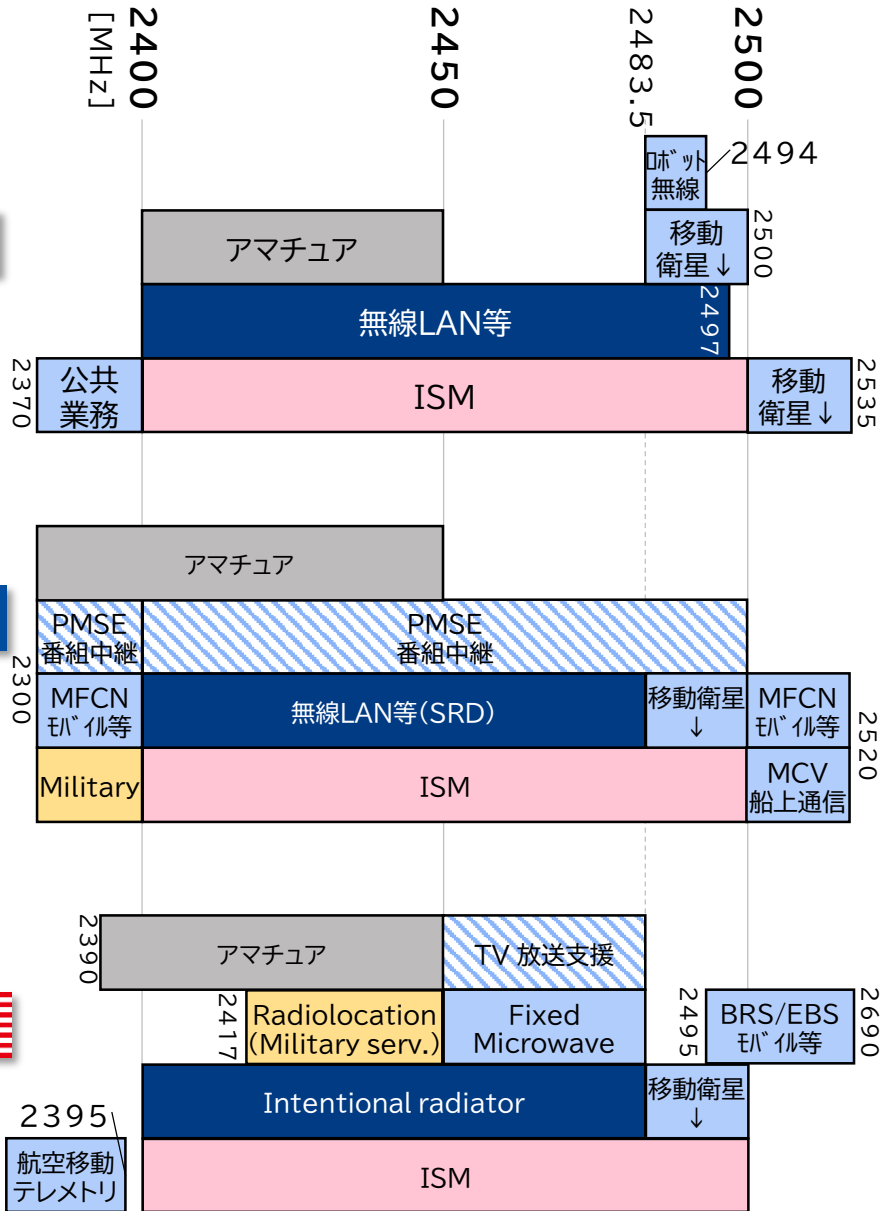 2400
[MHz]
2450
2483.5
2500
ロボット
無線
2494
アマチュア
移動
衛星↓
2500
無線LAN等
2497
2370
公共
業務
ISM
移動
衛星↓
2535
アマチュア
PMSE
番組中継
PMSE
番組中継
2300
MFCN
モバイル等
無線LAN等(SRD)
移動衛星
↓
MFCN
モバイル等
2520
Military
ISM
MCV
船上通信
2390
アマチュア
TV 放送支援
2417
Radiolocation
(Military serv.)
Fixed
Microwave
2495
BRS/EBS
モバイル等
2690
Intentional radiator
移動衛星
↓
2395
航空移動
テレメトリ
ISM